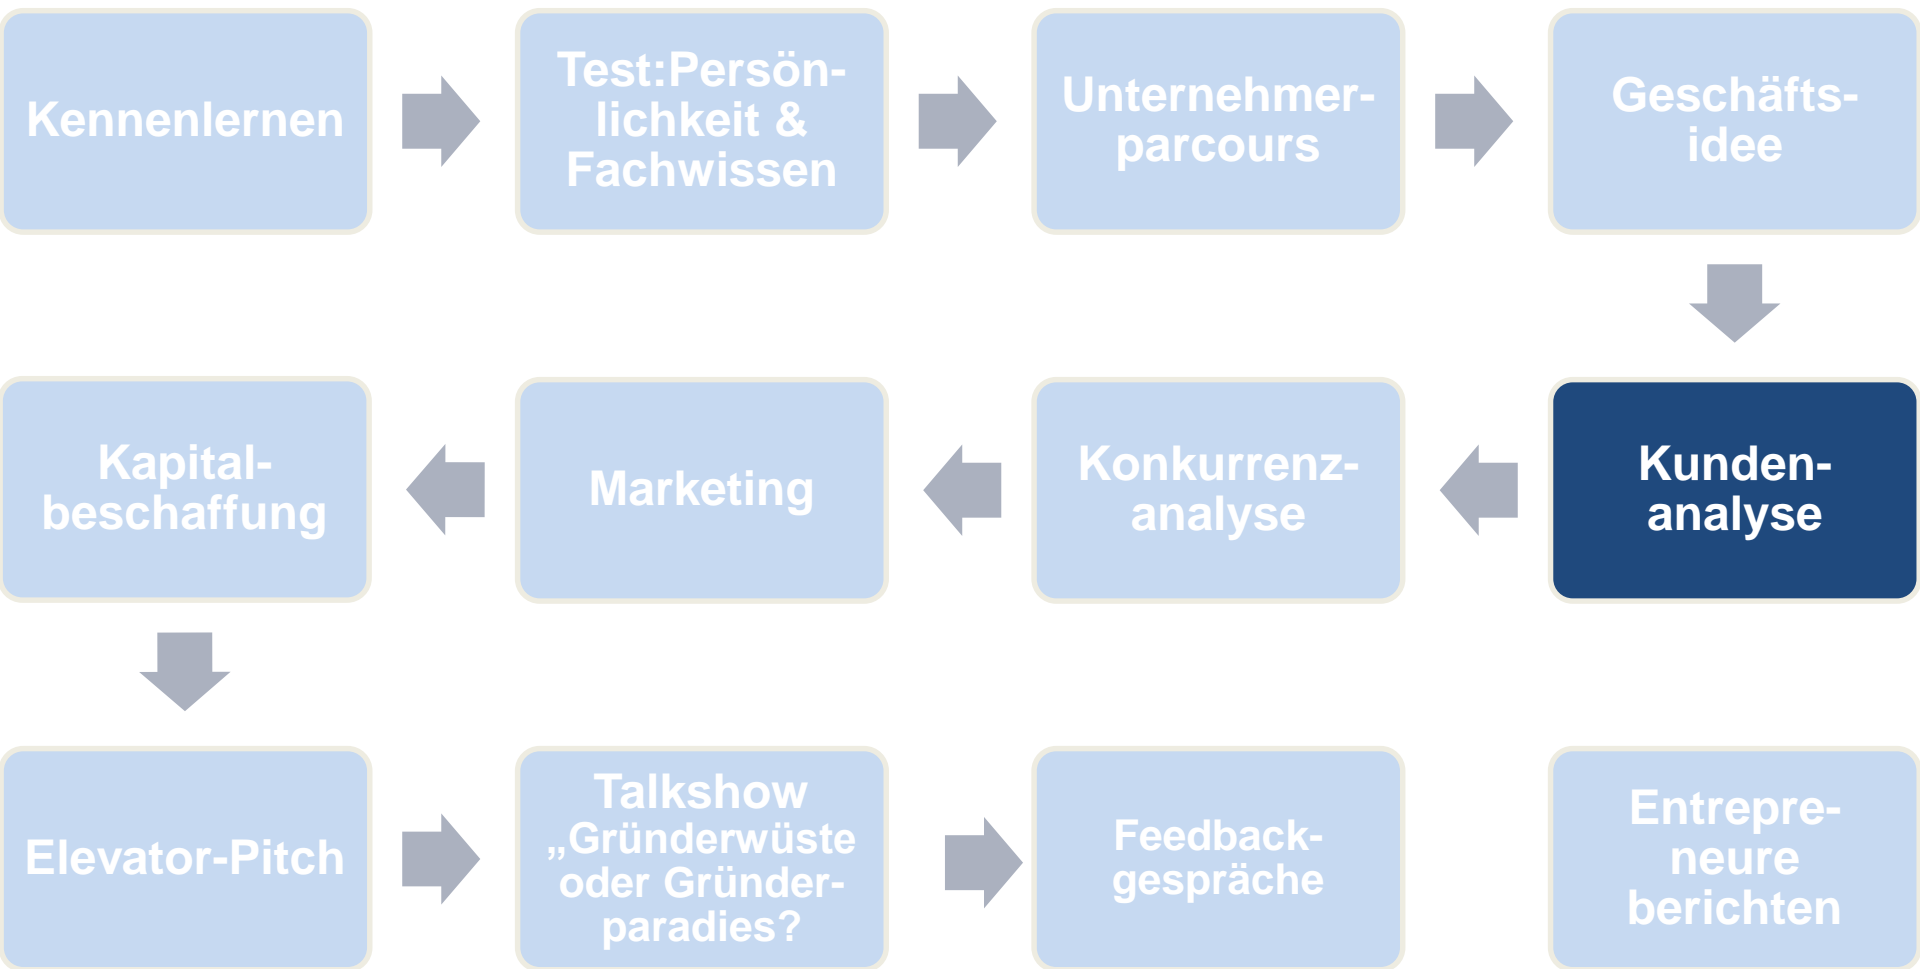 Kennenlernen
Test:Persön-
lichkeit &
Fachwissen
Unternehmer-
parcours
Geschäfts-
idee
Kunden-
analyse
Konkurrenz-
analyse
Marketing
Kapital-
beschaffung
Elevator-Pitch
Talkshow
„Gründerwüste
oder Gründer-
paradies?
Feedback-
gespräche
Entrepre-
neure
berichten